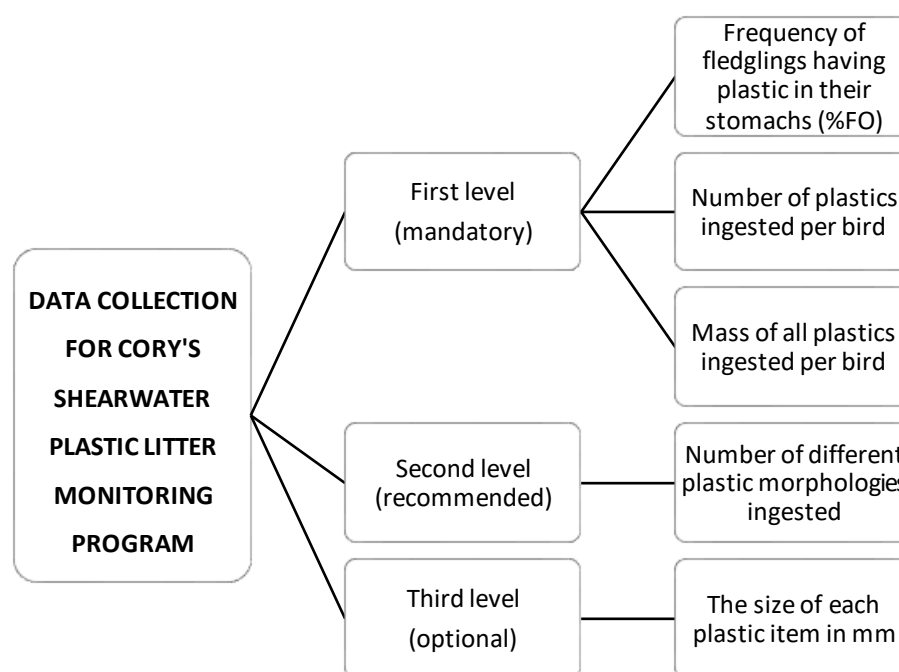 DATA COLLECTION
FOR CORY'S
SHEARWATER
PLASTIC LITTER
MONITORING
PROGRAM
First level
(mandatory)
Frequency of
fledglings having
plastic in their
stomachs (%FO)
Number of plastics
ingested per bird
Mass of all plastics
ingested per bird
Second level
(recommended)
Number of different
plastic morphologies
ingested
Third level
(optional)
The size of each
plastic item in mm